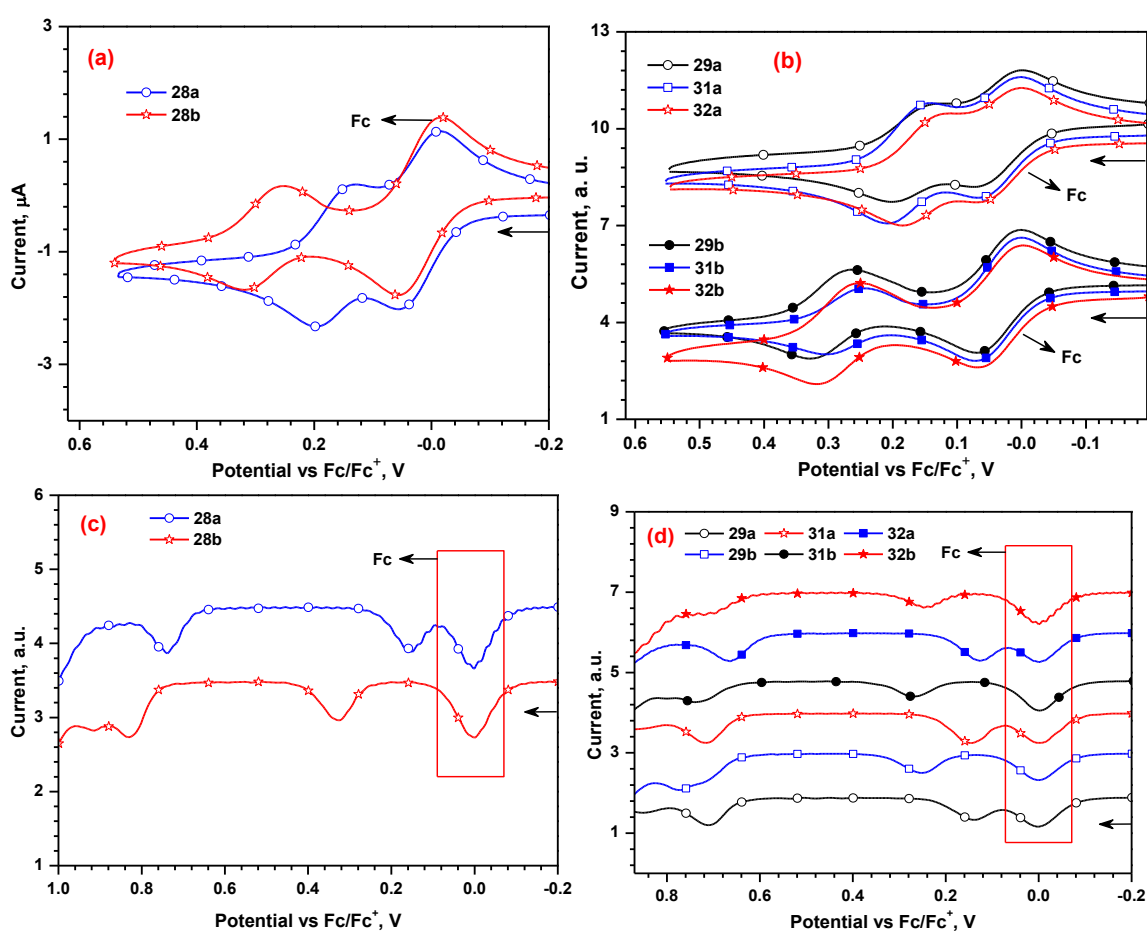 (a)
28a
28b
Fc
3
1
-1
-3
Current, µA
0.6 0.4 0.2 -0.0 -0.2
Potential vs Fc/Fc+, V
(b)
29a
31a
32a
Fc
29b
31b
32b
Fc
13
10
7
4
1
Current, a. u.
0.6 0.5 0.4 0.3 0.2 0.1 -0.0 -0.1
Potential vs Fc/Fc+, V
(c)
28a
28b
Fc
6
5
4
3
2
1
Current, a.u.
1.0 0.8 0.6 0.4 0.2 0.0 -0.2
Potential vs Fc/Fc+, V
(d)
29a 31a 32a
29b 31b 32b
Fc
9
7
5
3
1
Current, a.u.
0.8 0.6 0.4 0.2 0.0 -0.2
Potential vs Fc/Fc+, V